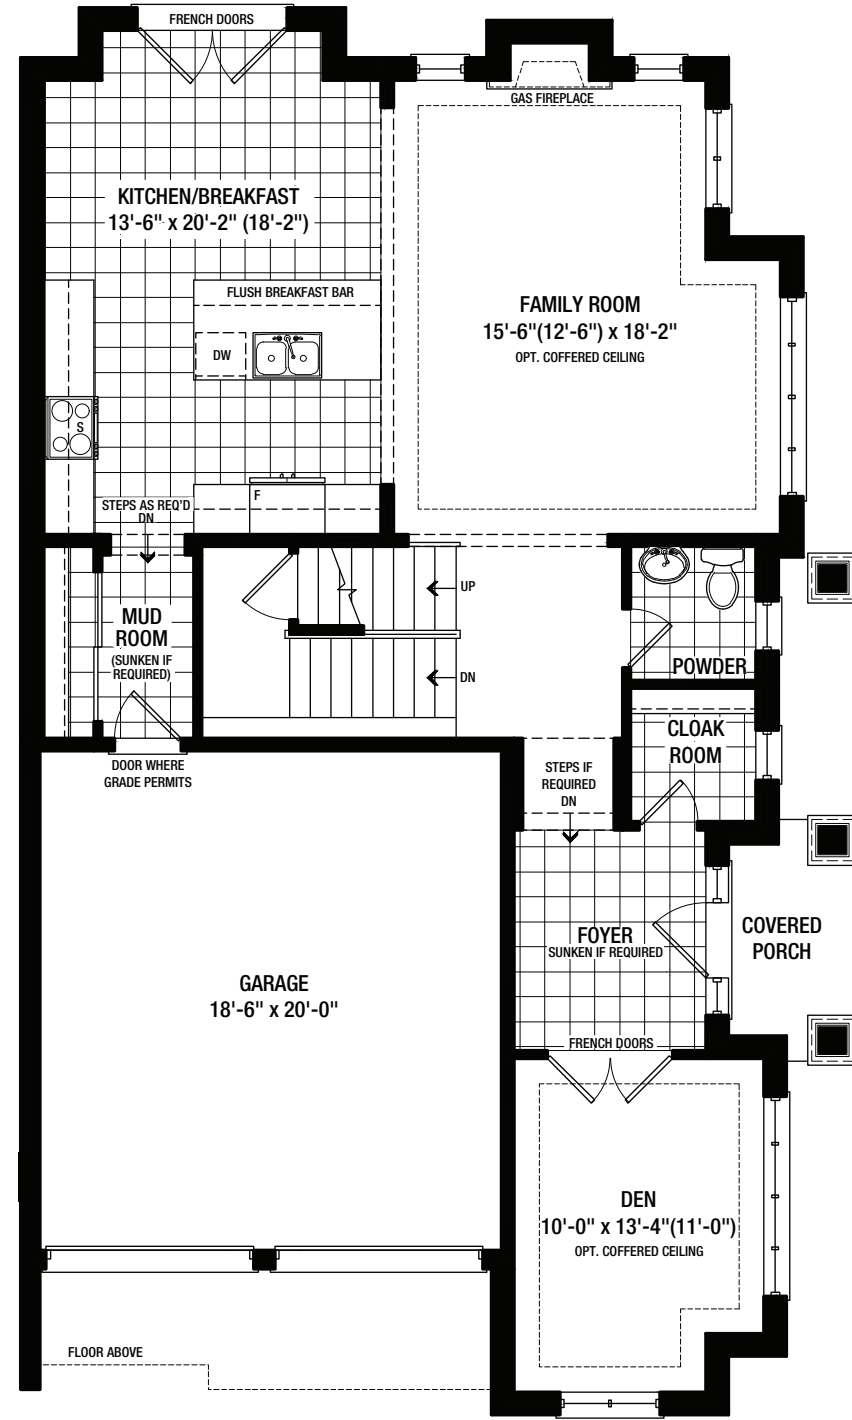 FRENCH DOORS
GAS FIREPLACE
KITCHEN/BREAKFAST
13'-6" x 20'-2" (18'-2")
FLUSH BREAKFAST BAR
DW
FAMILY ROOM
15'-6"(12'-6") x 18'-2"
OPT. COFFERED CEILING
S
F
STEPS AS REQ'D
DN
UP
DN
MUD
ROOM
(SUNKEN IF
REQUIRED)
POWDER
CLOAK
ROOM
DOOR WHERE
GRADE PERMITS
STEPS IF
REQUIRED
DN
FOYER
SUNKEN IF REQUIRED
COVERED
PORCH
GARAGE
18'-6" x 20'-0"
FRENCH DOORS
DEN
10'-0" x 13'-4"(11'-0")
OPT. COFFERED CEILING
FLOOR ABOVE